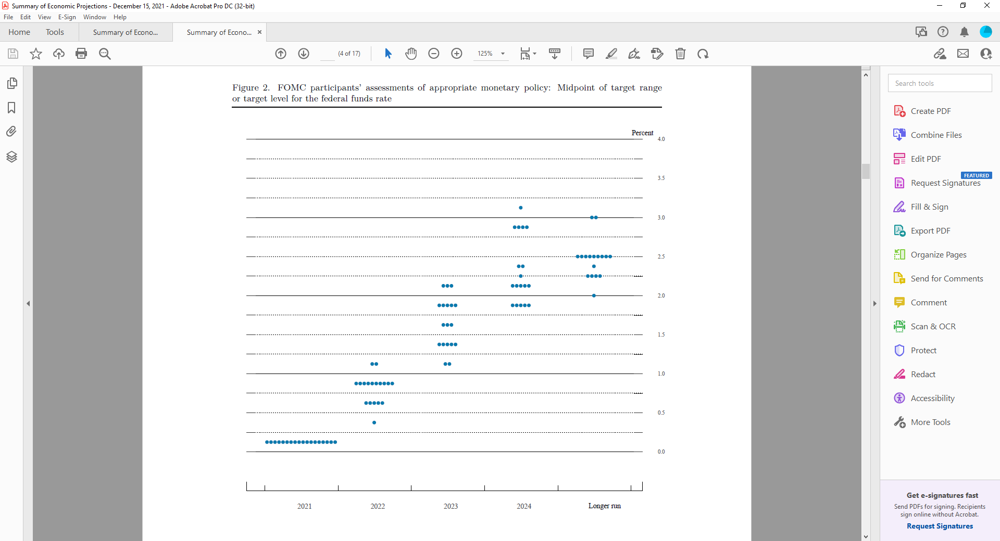 Summary of Economic Projections - December 15, 2021 - Adobe Acrobat Pro DC (32-bit)
File Edit View E-Sign Window Help
Home Tools Summary of Econo... Summary of Econo... ×
(4 of 17) 125%
Figure 2. FOMC participants' assessments of appropriate monetary policy: Midpoint of target range
or target level for the federal funds rate
Percent
4.0
3.5
3.0
2.5
2.0
1.5
1.0
0.5
0.0
2021 2022 2023 2024 Longer run
Search tools
Create PDF
Combine Files
Edit PDF
FEATURED
Request Signatures
Fill & Sign
Export PDF
Organize Pages
Send for Comments
Comment
Scan & OCR
Protect
Redact
Accessibility
More Tools
Get e-signatures fast
Send PDFs for signing. Recipients
sign online without Acrobat.
Request Signatures